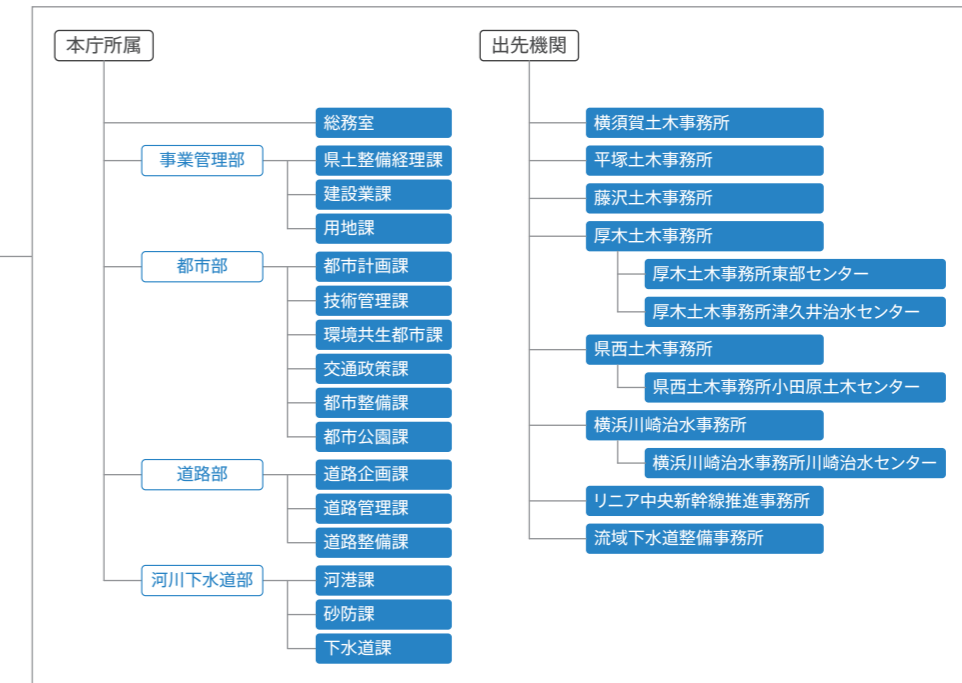 本庁所属
総務室
事業管理部
県土整備経理課
建設業課
用地課
都市部
都市計画課
技術管理課
環境共生都市課
交通政策課
都市整備課
都市公園課
道路部
道路企画課
道路管理課
道路整備課
河川下水道部
河港課
砂防課
下水道課
出先機関
横須賀土木事務所
平塚土木事務所
藤沢土木事務所
厚木土木事務所
厚木土木事務所東部センター
厚木土木事務所津久井治水センター
県西土木事務所
県西土木事務所小田原土木センター
横浜川崎治水事務所
横浜川崎治水事務所川崎治水センター
リニア中央新幹線推進事務所
流域下水道整備事務所